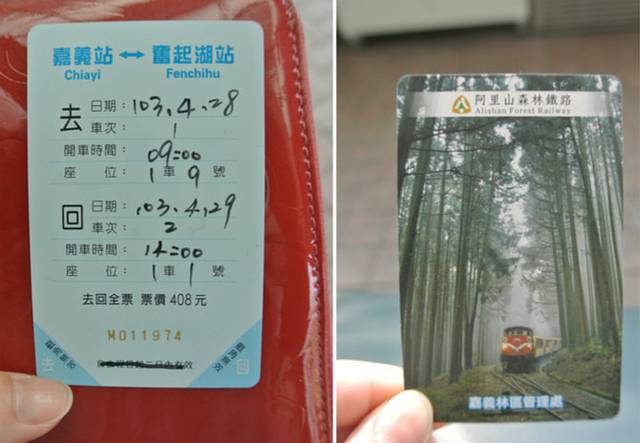 嘉義站 ↔ 奮起湖站
Chiayi Fenchihu
去 日期：103.4.28
車次：1
開車時間：09:00
座位：1車9號
回 日期：103.4.29
車次：2
開車時間：14:00
座位：1車1號
去回全票 票價 408 元
M011974
去
回
阿里山森林鐵路
Alishan Forest Railway
嘉義林區管理處